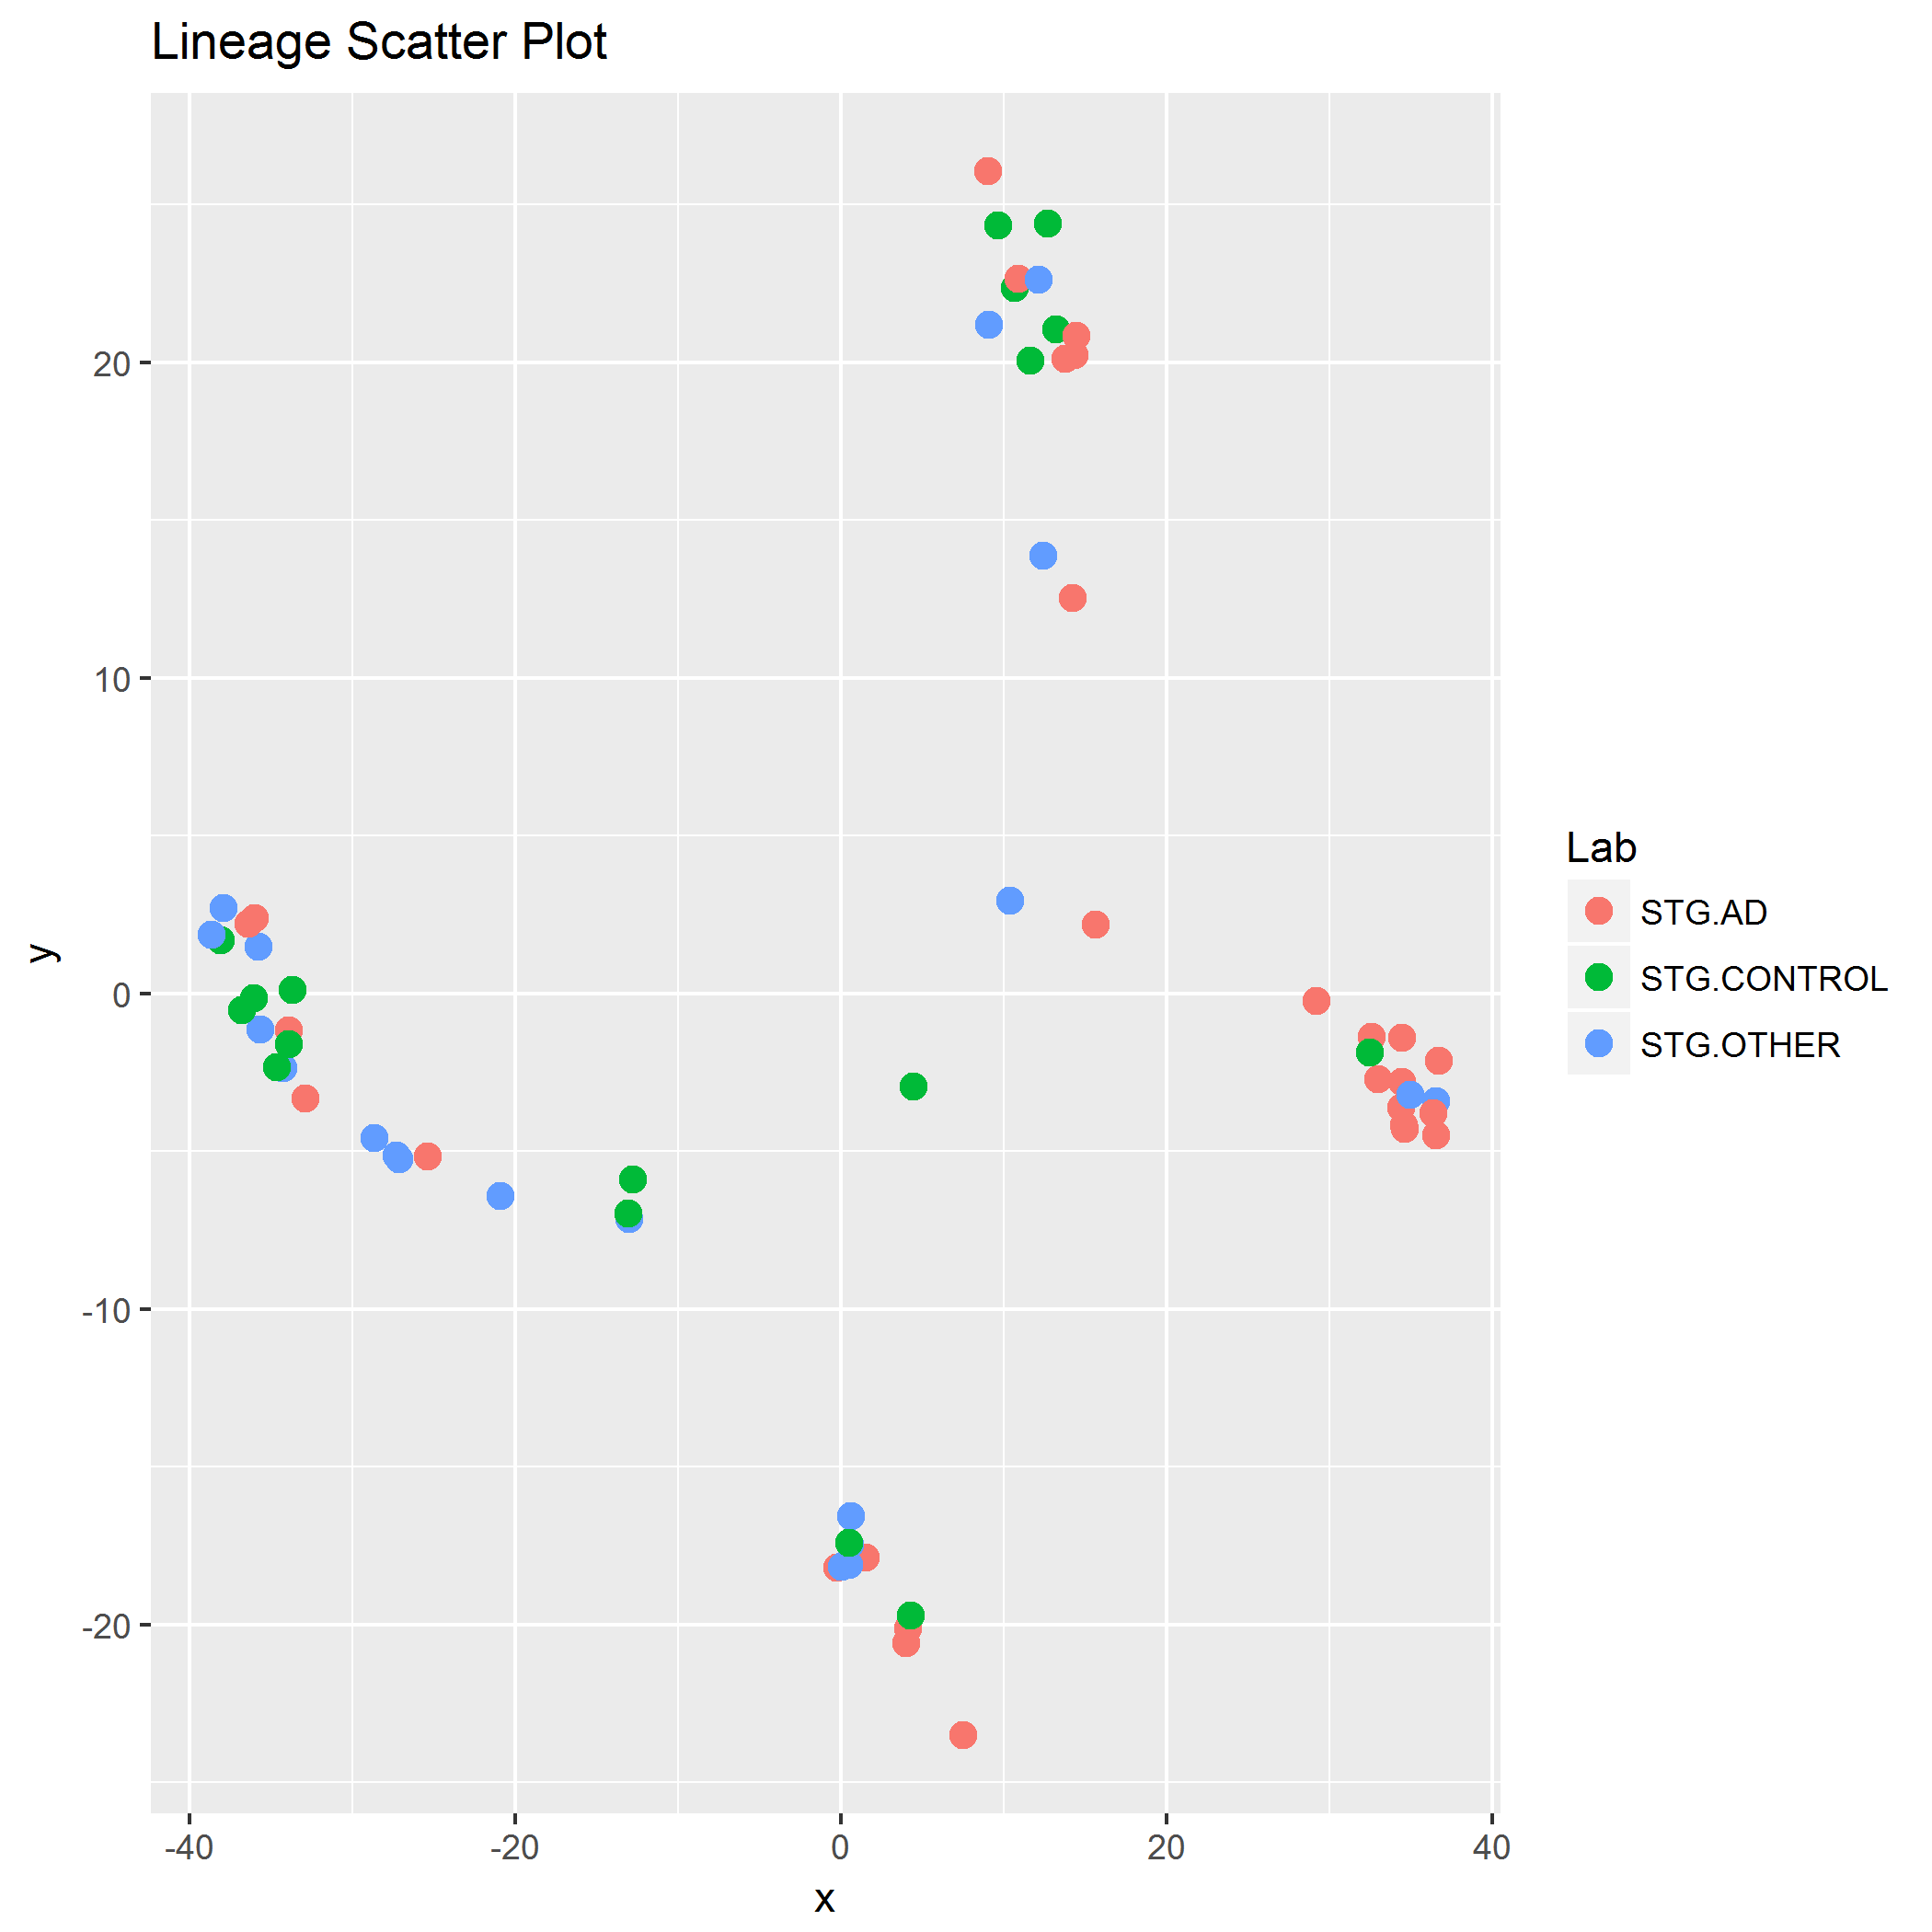 Lineage Scatter Plot
20
10
0
-10
-20
y
-40 -20 0 20 40
x
Lab
STG.AD
STG.CONTROL
STG.OTHER